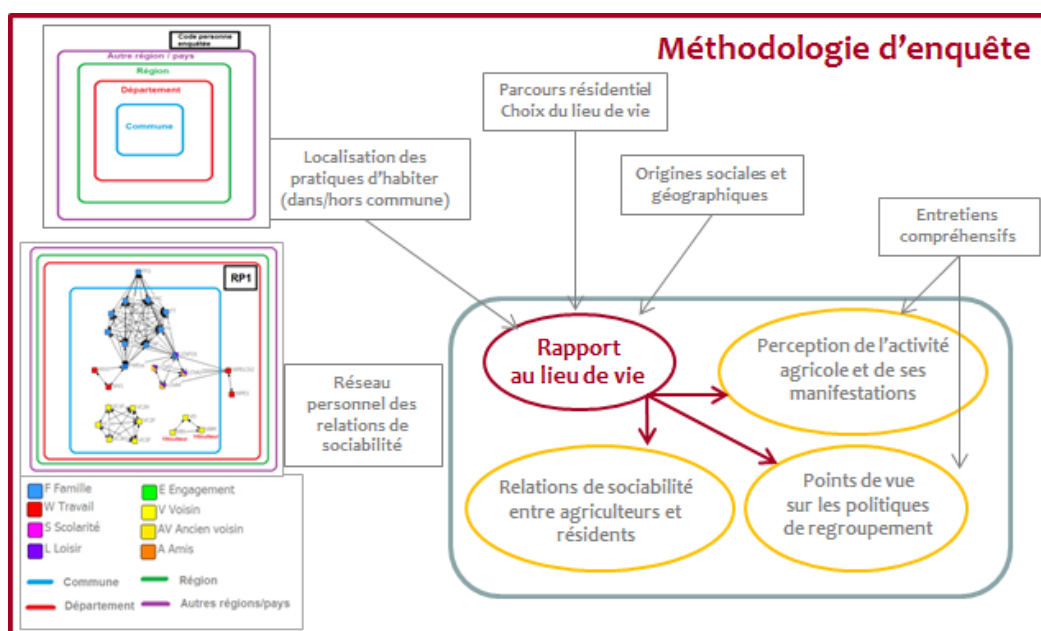 Méthodologie d'enquête
Code personne
enquêtée
Autre région / pays
Région
Département
Commune
Parcours résidentiel
Choix du lieu de vie
Localisation des
pratiques d'habiter
(dans/hors commune)
Origines sociales et
géographiques
Entretiens
compréhensifs
RP1
Réseau
personnel des
relations de
sociabilité
Rapport
au lieu de vie
Perception de l'activité
agricole et de ses
manifestations
Relations de sociabilité
entre agriculteurs et
résidents
Points de vue
sur les politiques
de regroupement
F Famille
W Travail
S Scolarité
L Loisir
E Engagement
V Voisin
AV Ancien voisin
A Amis
Commune
Région
Département
Autres régions/pays